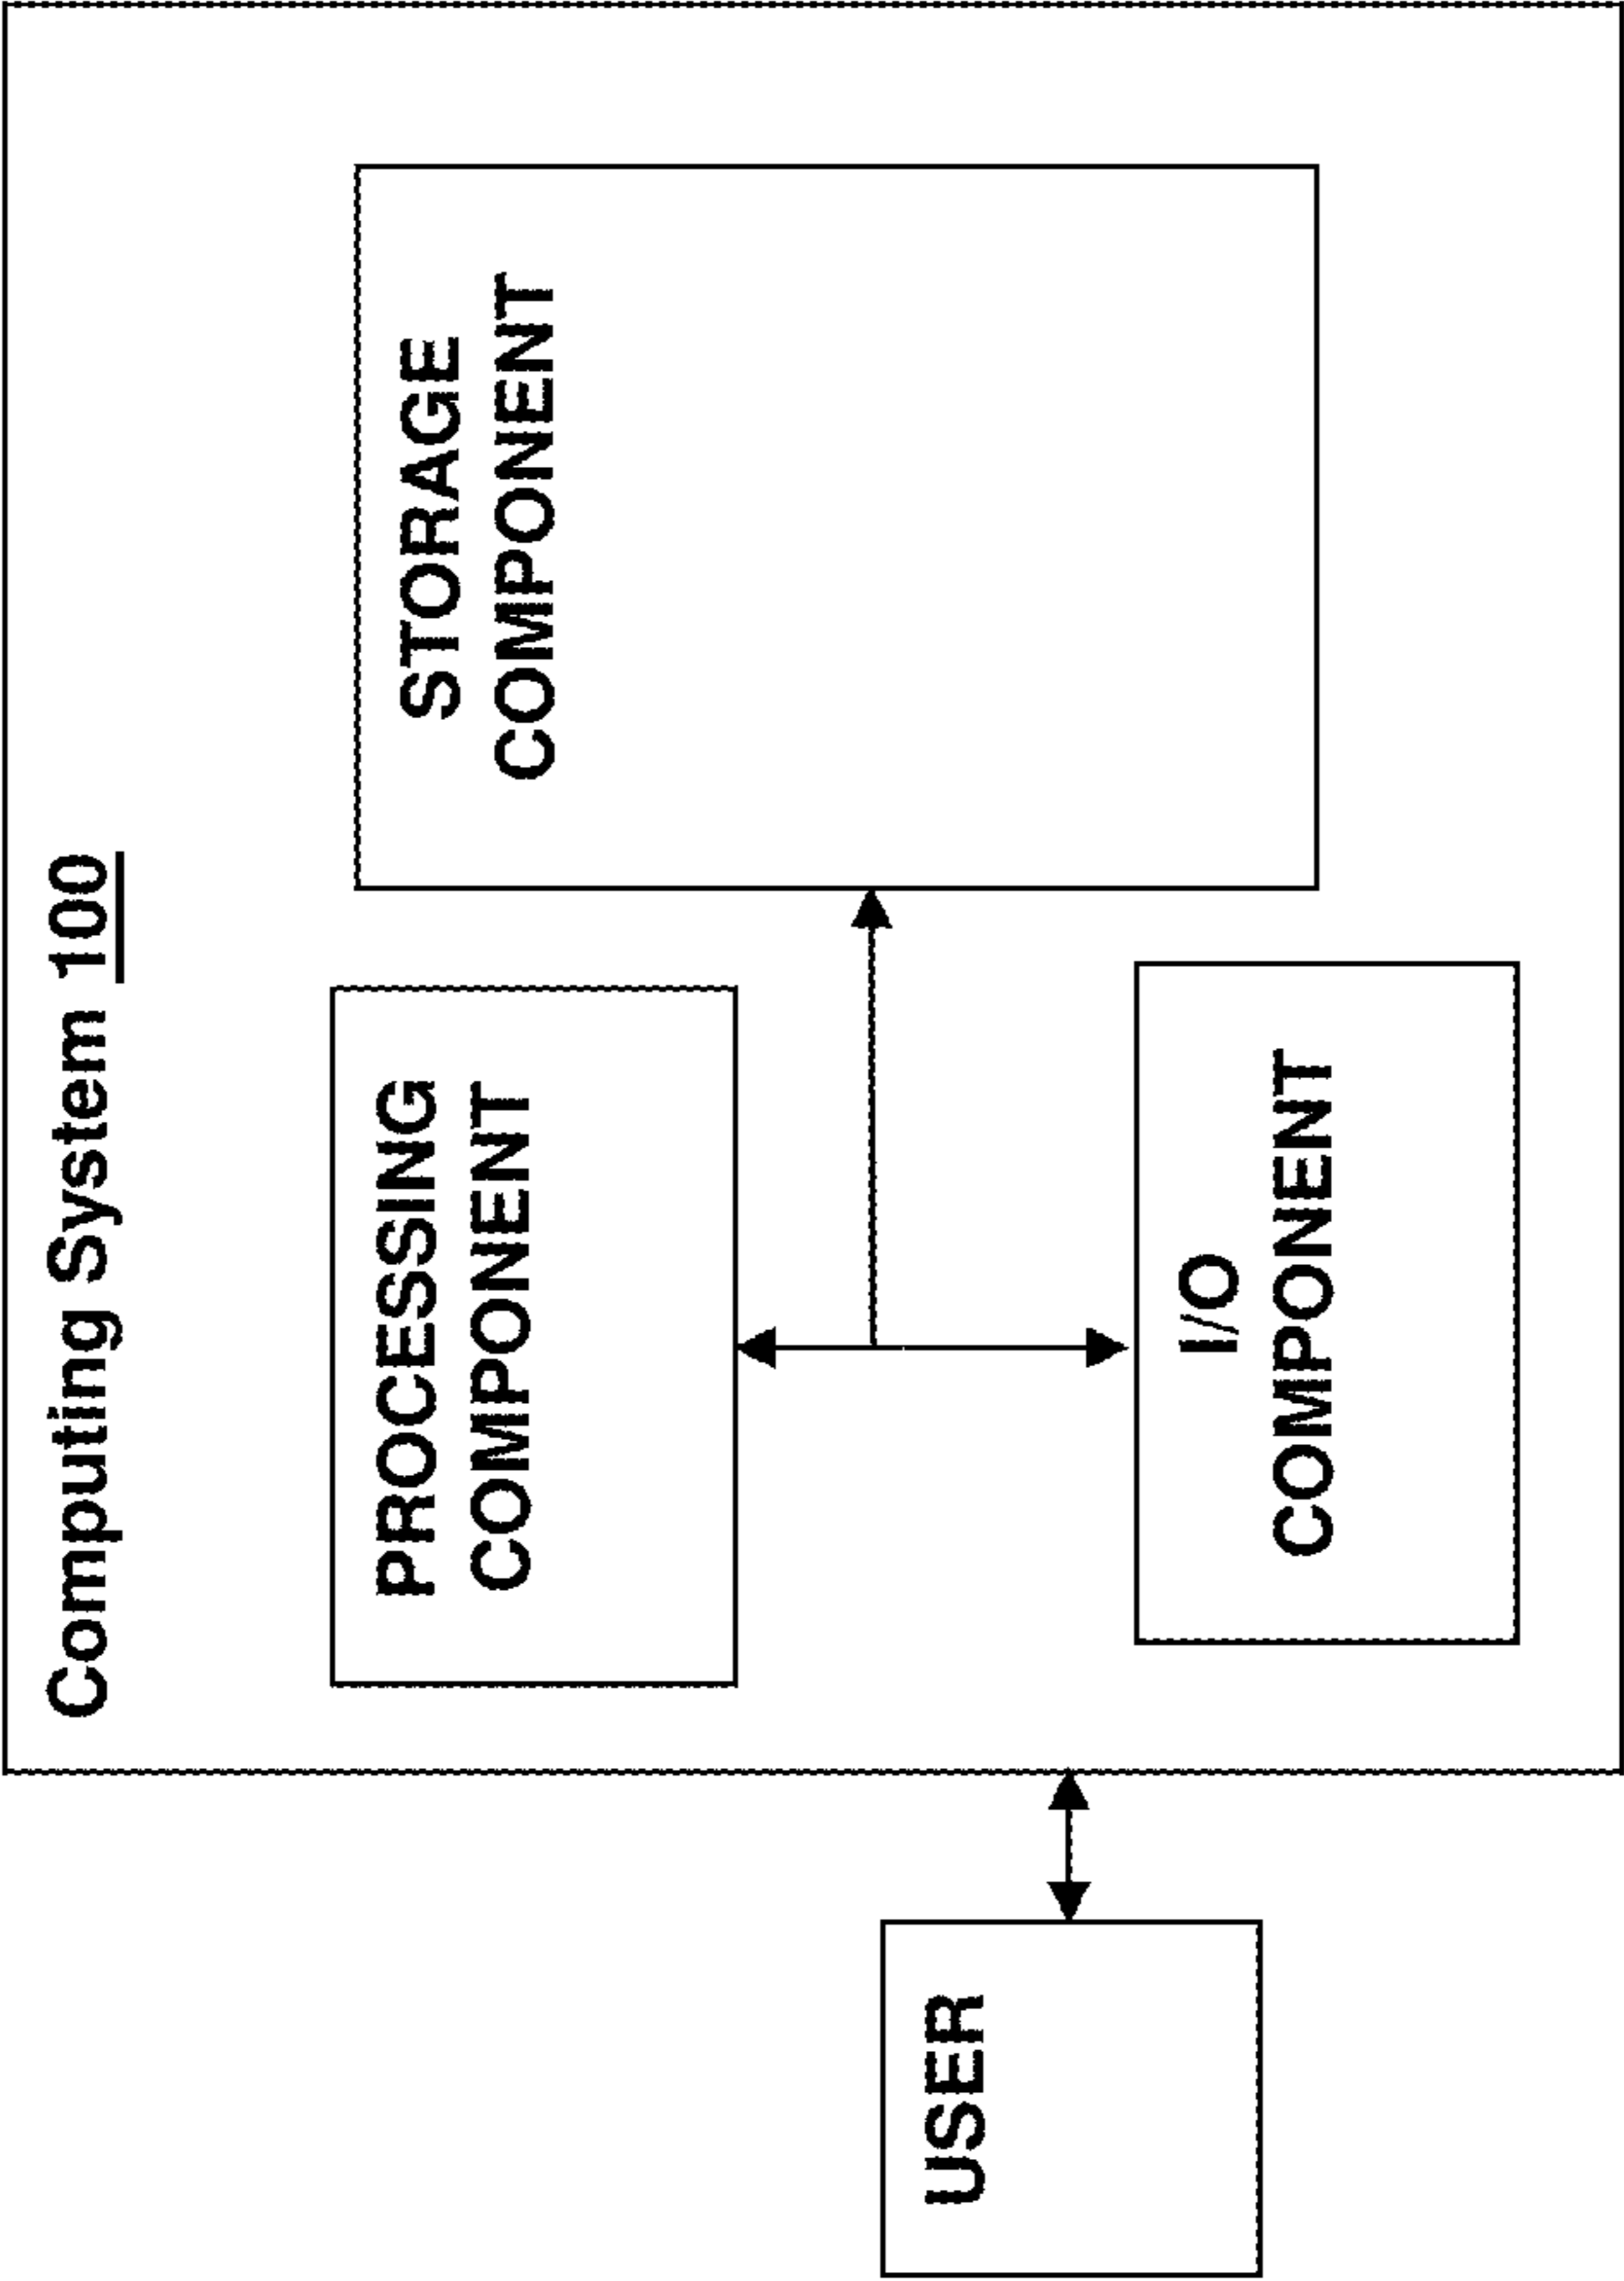 Computing System 100
PROCESSING
COMPONENT
STORAGE
COMPONENT
USER
I/O
COMPONENT